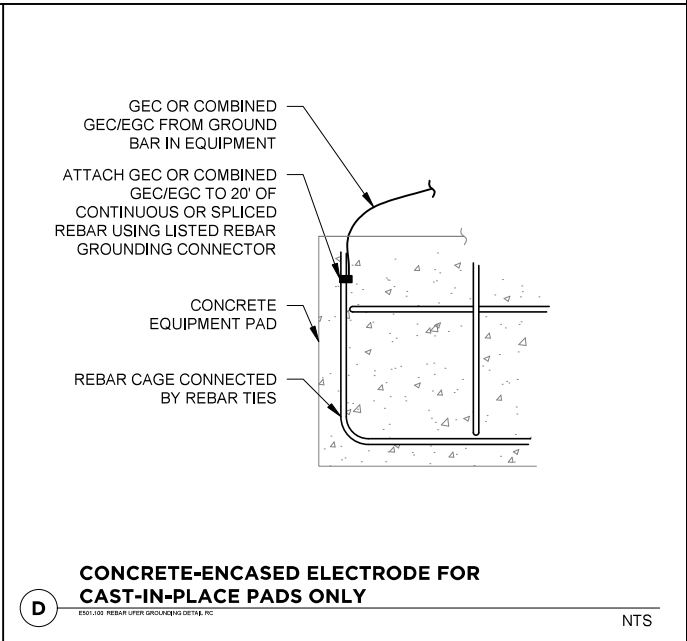 GEC OR COMBINED
GEC/EGC FROM GROUND
BAR IN EQUIPMENT
ATTACH GEC OR COMBINED
GEC/EGC TO 20' OF
CONTINUOUS OR SPLICED
REBAR USING LISTED REBAR
GROUNDING CONNECTOR
CONCRETE
EQUIPMENT PAD
REBAR CAGE CONNECTED
BY REBAR TIES
CONCRETE-ENCASED ELECTRODE FOR
CAST-IN-PLACE PADS ONLY
D
E501.100 REBAR UFER GROUNDING DETAIL RC
NTS